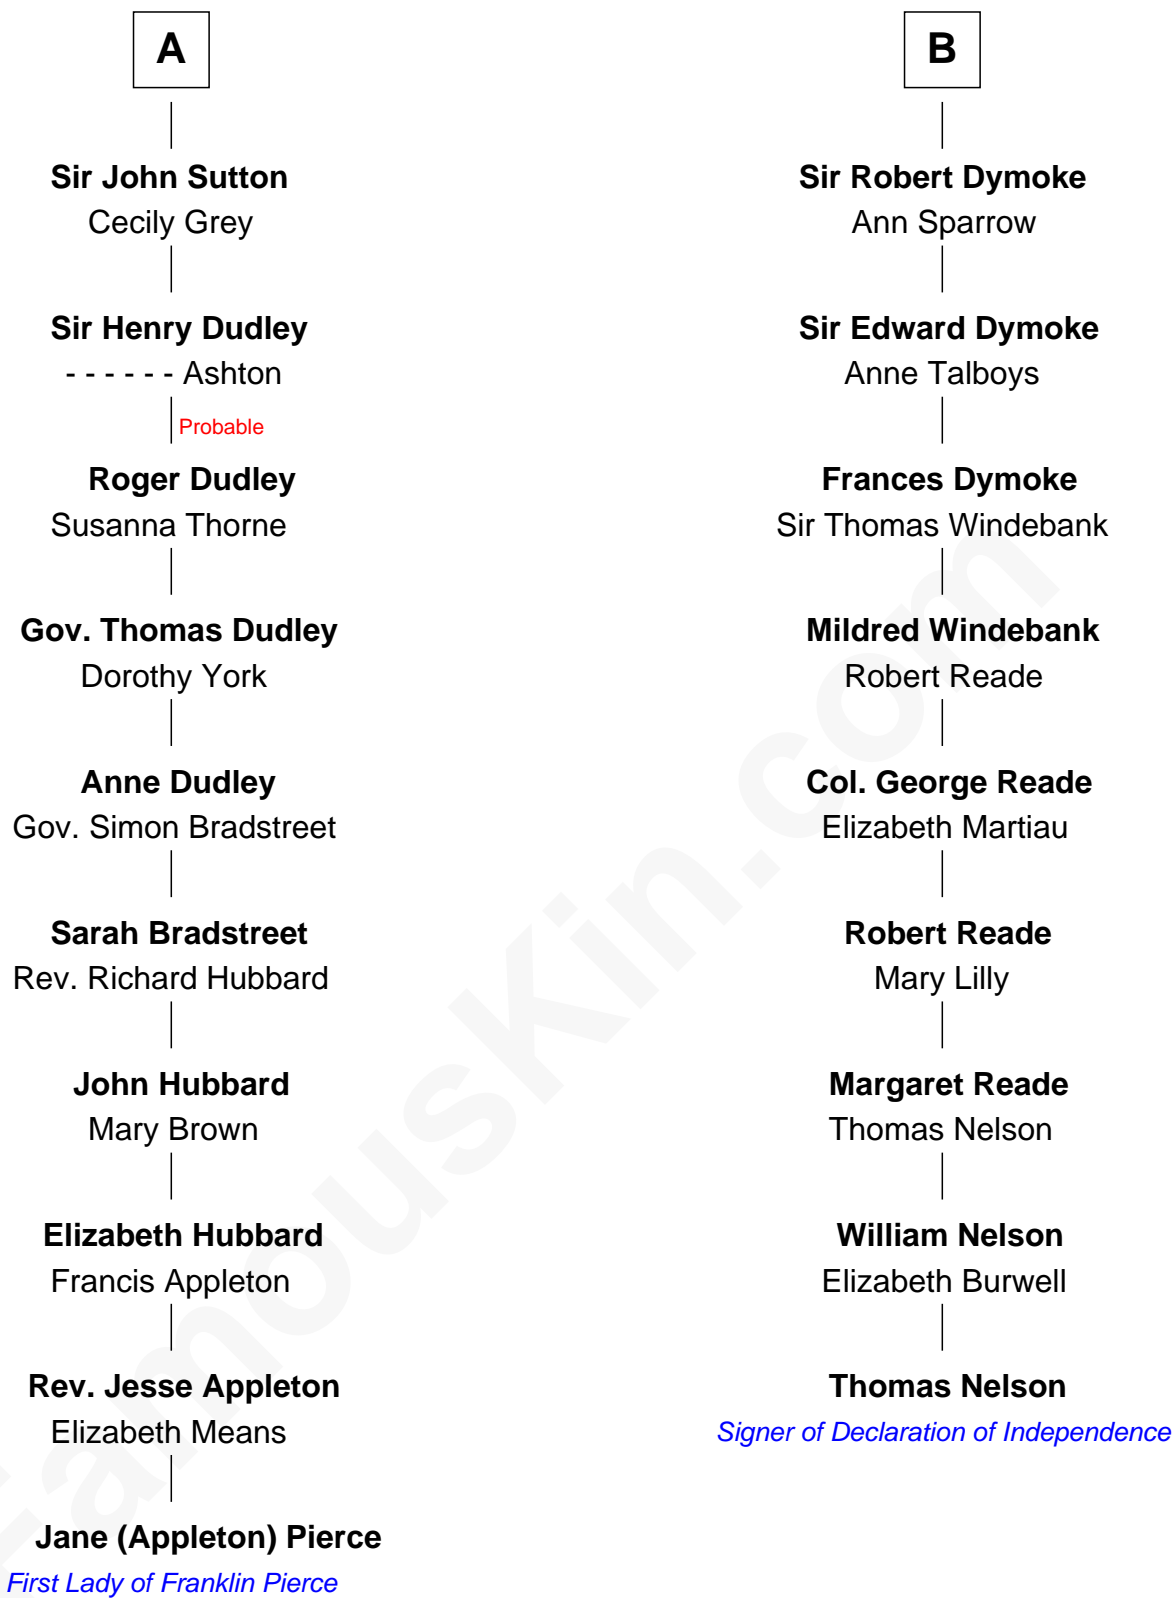 A
Sir John Sutton
Cecily Grey
Sir Henry Dudley
- - - - - - Ashton
Probable
Roger Dudley
Susanna Thorne
Gov. Thomas Dudley
Dorothy York
Anne Dudley
Gov. Simon Bradstreet
Sarah Bradstreet
Rev. Richard Hubbard
John Hubbard
Mary Brown
Elizabeth Hubbard
Francis Appleton
Rev. Jesse Appleton
Elizabeth Means
Jane (Appleton) Pierce
First Lady of Franklin Pierce
B
Sir Robert Dymoke
Ann Sparrow
Sir Edward Dymoke
Anne Talboys
Frances Dymoke
Sir Thomas Windebank
Mildred Windebank
Robert Reade
Col. George Reade
Elizabeth Martiau
Robert Reade
Mary Lilly
Margaret Reade
Thomas Nelson
William Nelson
Elizabeth Burwell
Thomas Nelson
Signer of Declaration of Independence
FamousKin.com